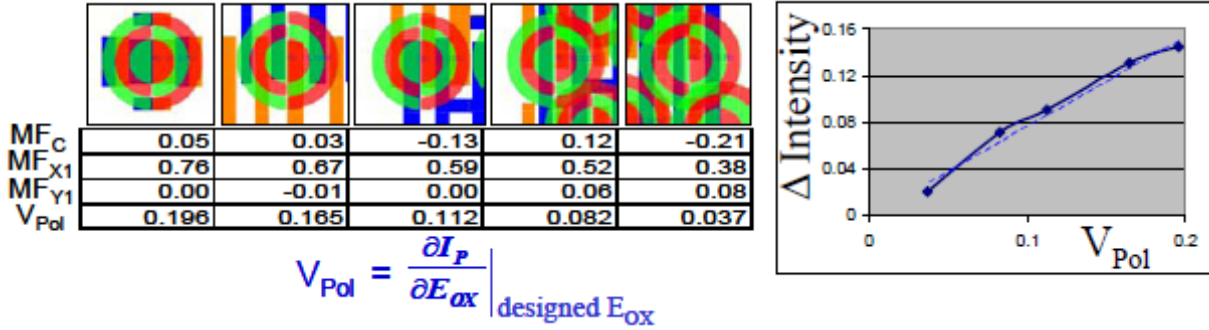 MF_C 0.05 0.03 -0.13 0.12 -0.21
MF_X1 0.76 0.67 0.59 0.52 0.38
MF_Y1 0.00 -0.01 0.00 0.06 0.08
V_Pol 0.196 0.165 0.112 0.082 0.037
V_Pol = ∂I_P / ∂E_OX | designed E_OX
Δ Intensity
0.16
0.12
0.08
0.04
0
0 0.1 0.2
V_Pol